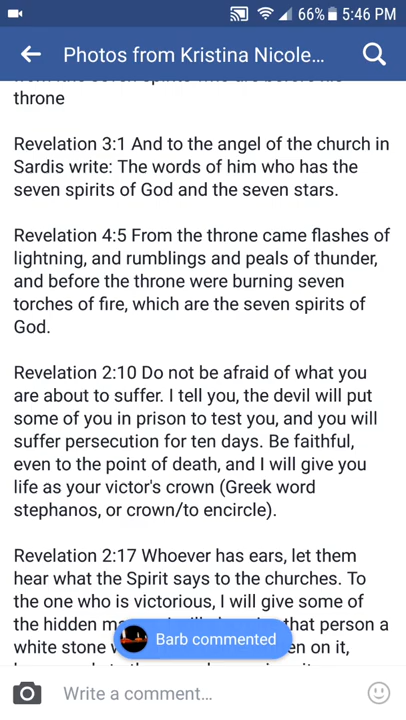 66% 5:46 PM
Photos from Kristina Nicole...
throne
Revelation 3:1 And to the angel of the church in
Sardis write: The words of him who has the
seven spirits of God and the seven stars.
Revelation 4:5 From the throne came flashes of
lightning, and rumblings and peals of thunder,
and before the throne were burning seven
torches of fire, which are the seven spirits of
God.
Revelation 2:10 Do not be afraid of what you
are about to suffer. I tell you, the devil will put
some of you in prison to test you, and you will
suffer persecution for ten days. Be faithful,
even to the point of death, and I will give you
life as your victor's crown (Greek word
stephanos, or crown/to encircle).
Revelation 2:17 Whoever has ears, let them
hear what the Spirit says to the churches. To
the one who is victorious, I will give some of
the hidden that person a
white stone on it,
Barb commented
Write a comment...